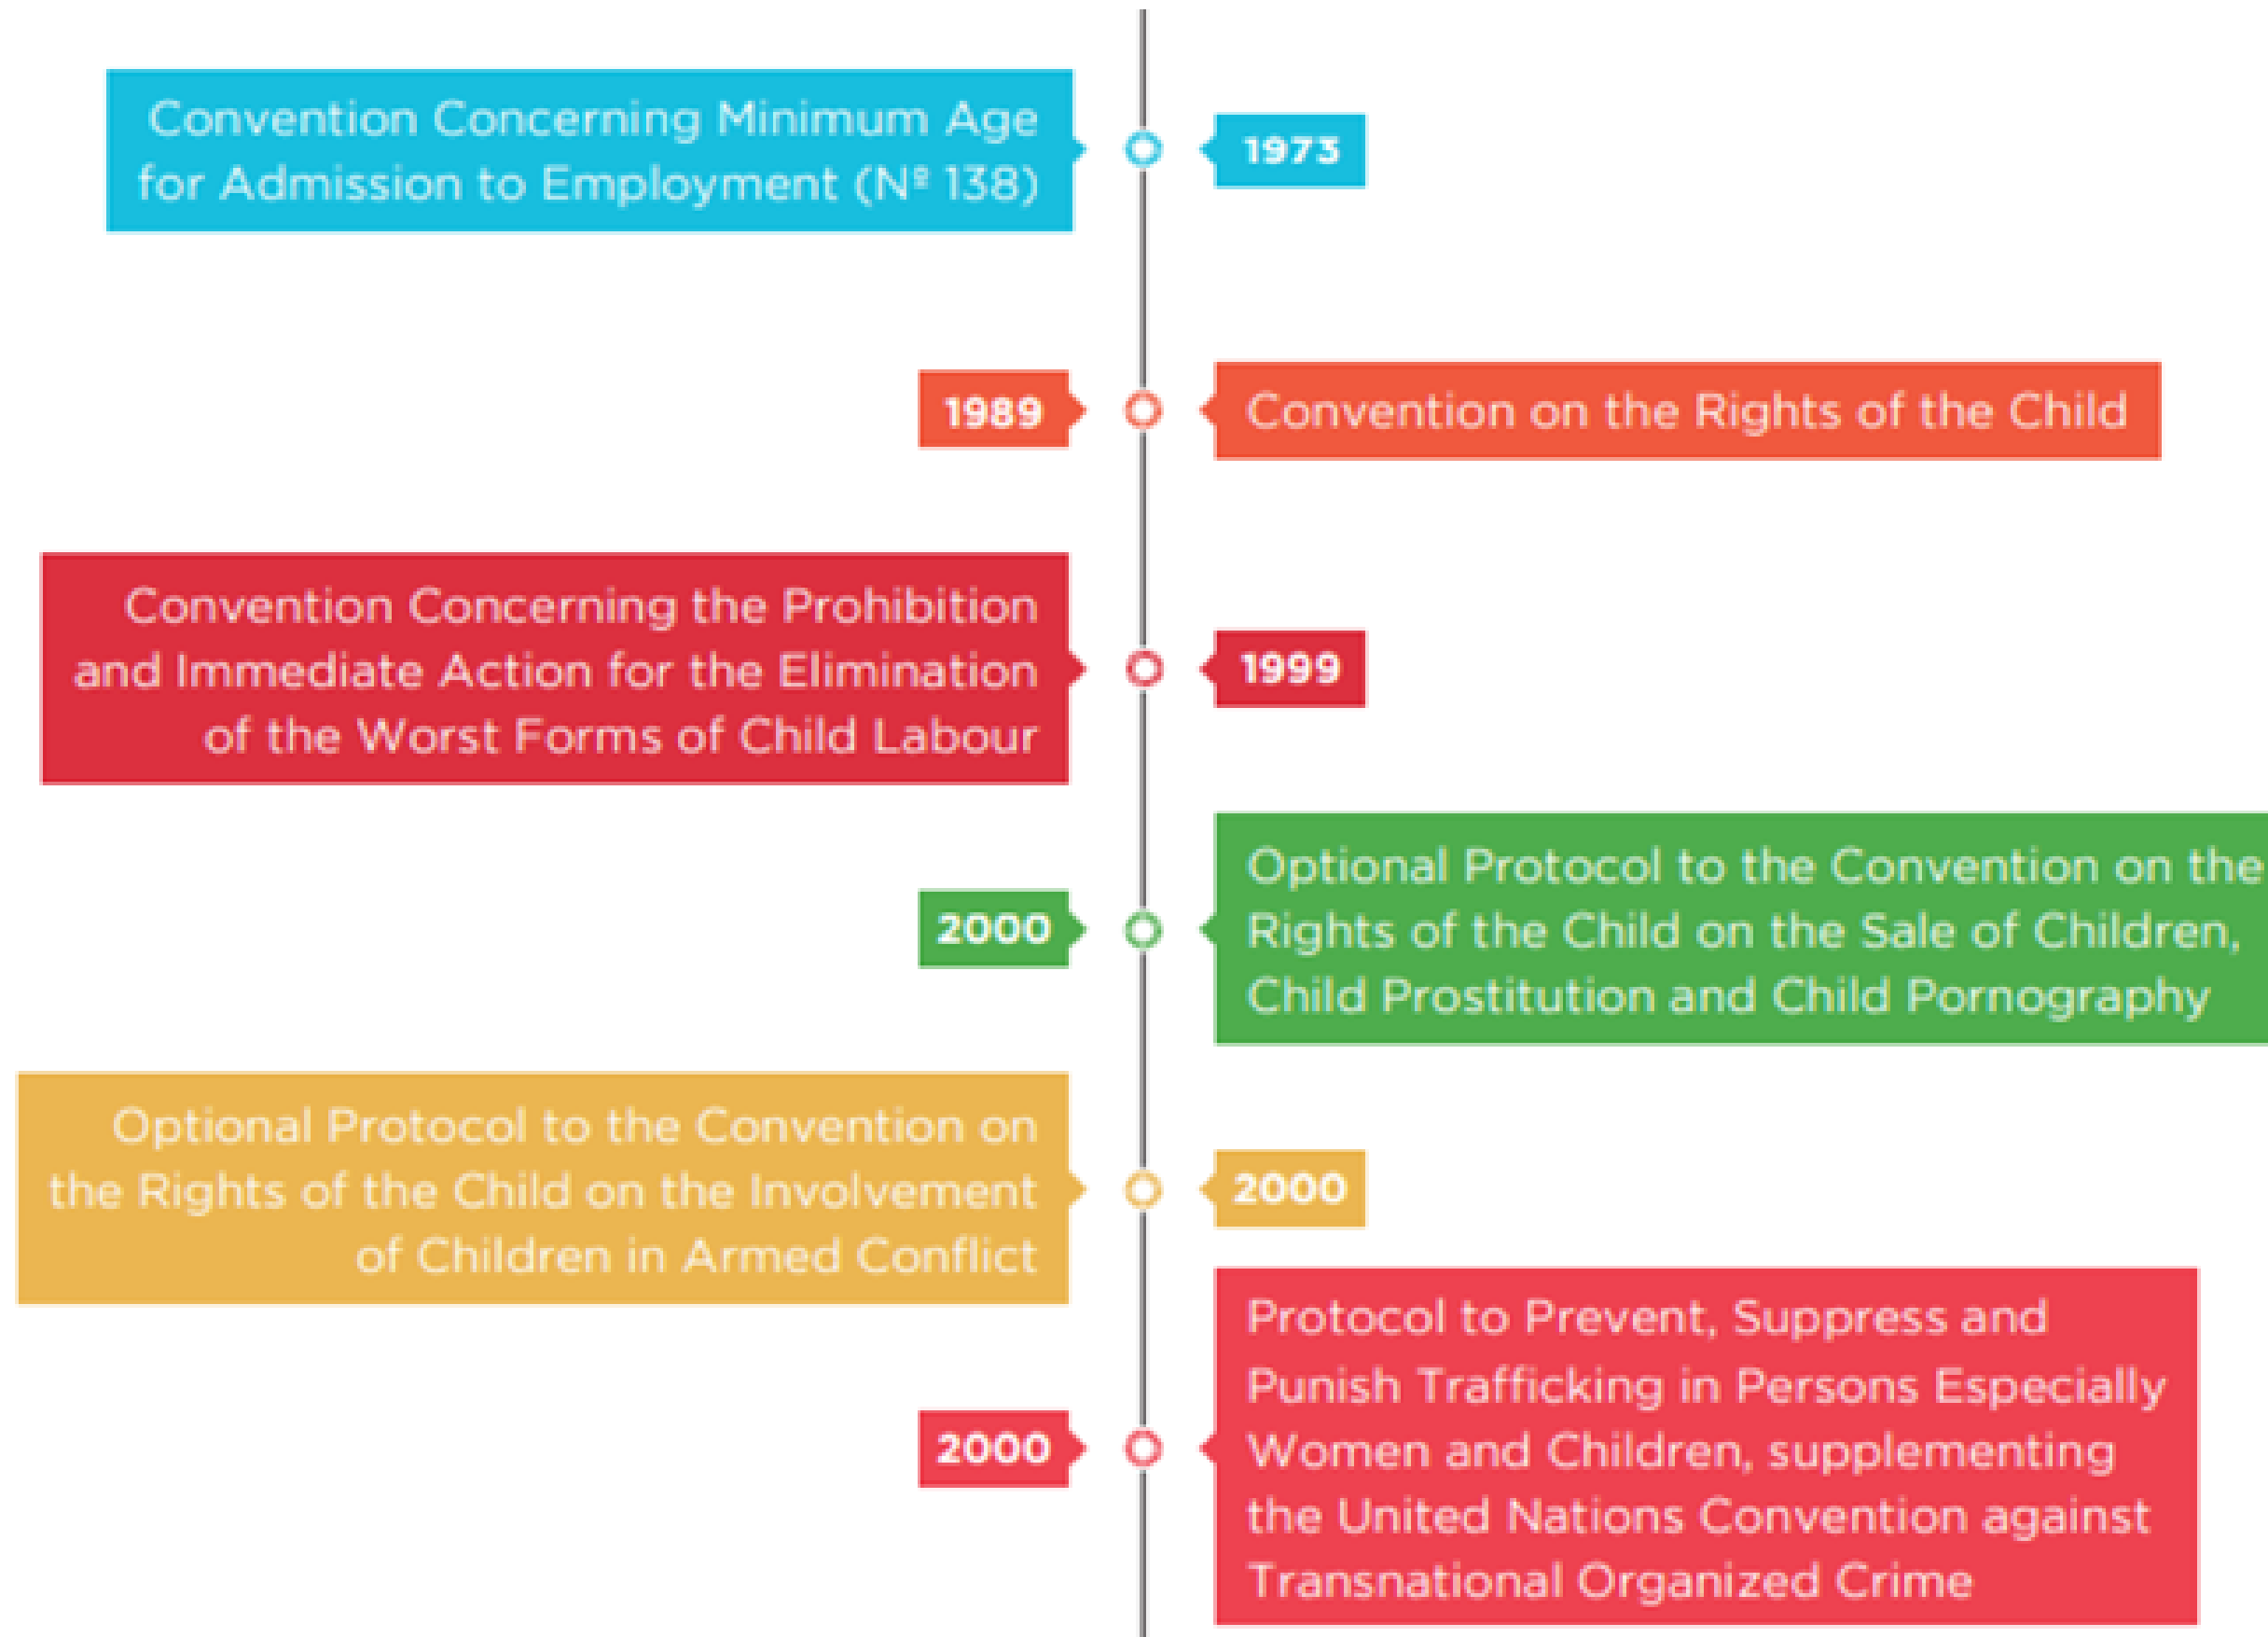 Convention Concerning Minimum Age
for Admission to Employment (Nº 138)
1973
1989
Convention on the Rights of the Child
Convention Concerning the Prohibition
and Immediate Action for the Elimination
of the Worst Forms of Child Labour
1999
2000
Optional Protocol to the Convention on the
Rights of the Child on the Sale of Children,
Child Prostitution and Child Pornography
Optional Protocol to the Convention on
the Rights of the Child on the Involvement
of Children in Armed Conflict
2000
2000
Protocol to Prevent, Suppress and
Punish Trafficking in Persons Especially
Women and Children, supplementing
the United Nations Convention against
Transnational Organized Crime